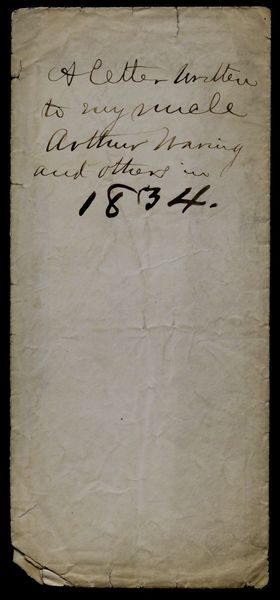 A letter written
to my uncle
Arthur Waring
and others in
1834.